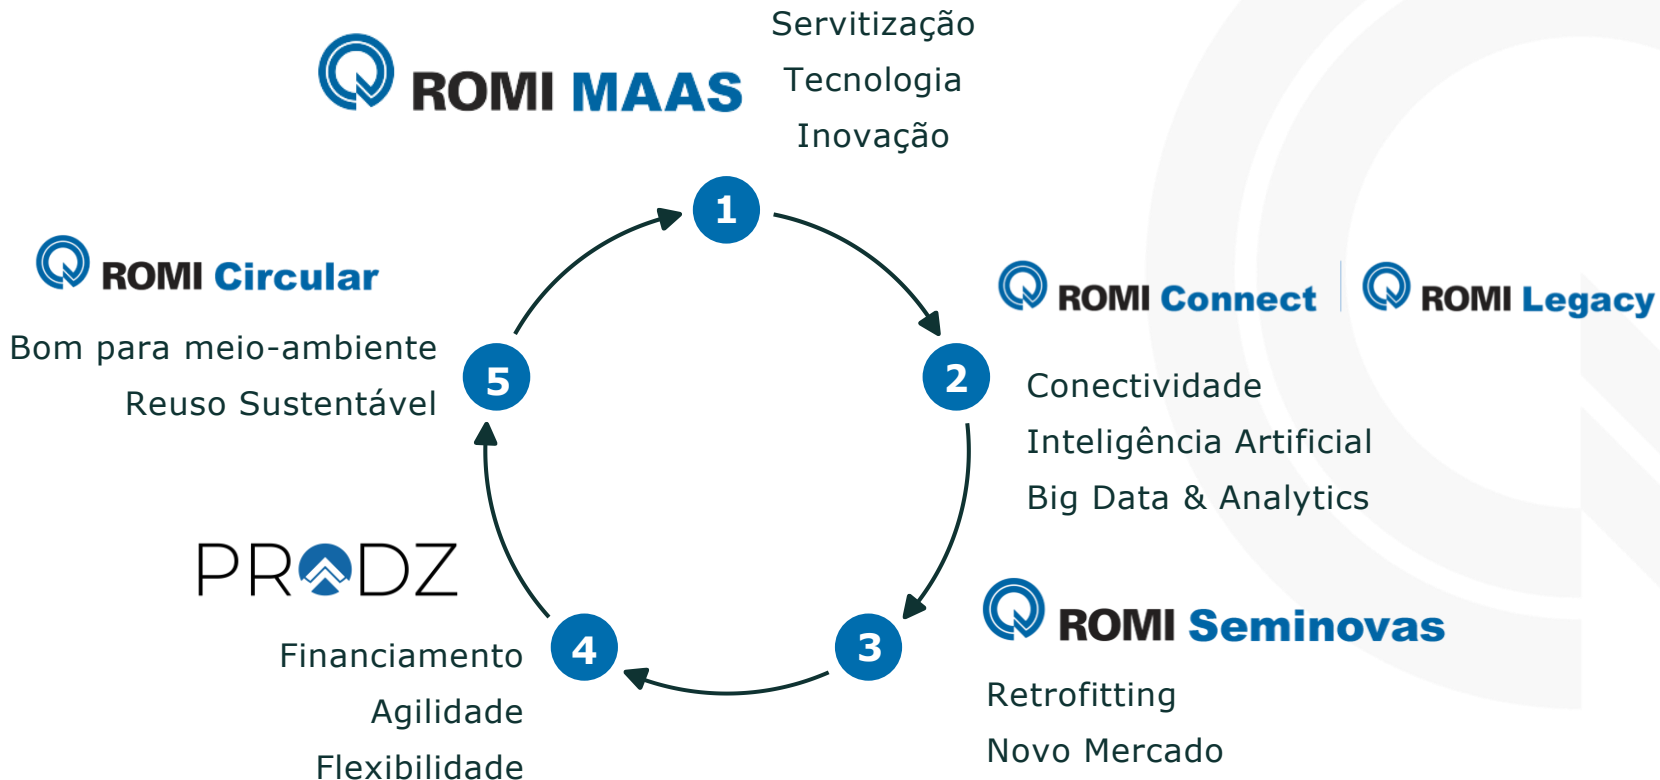 ROMI MAAS
Servitização
Tecnologia
Inovação
1
ROMI Connect
ROMI Legacy
2
Conectividade
Inteligência Artificial
Big Data & Analytics
ROMI Seminovas
3
Retrofitting
Novo Mercado
PRODZ
4
Financiamento
Agilidade
Flexibilidade
ROMI Circular
Bom para meio-ambiente
Reuso Sustentável
5